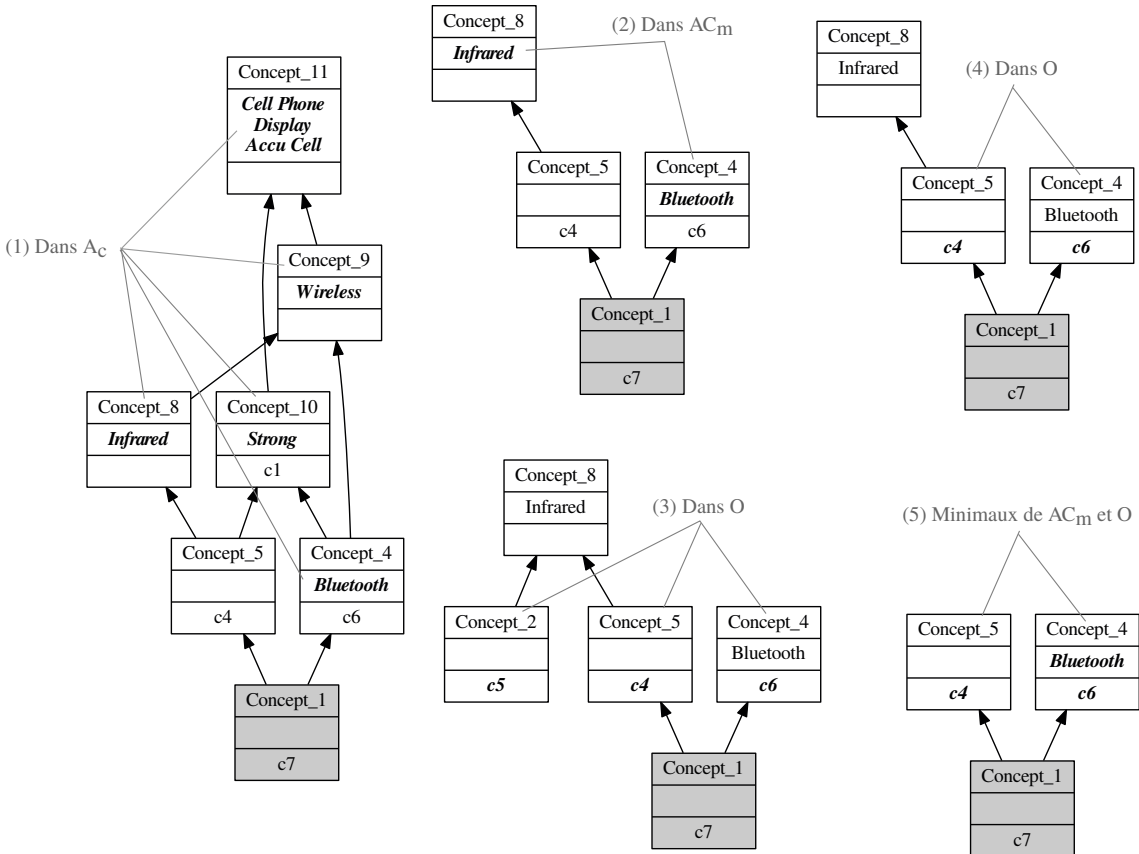 Concept_11
Cell Phone
Display
Accu Cell
(1) Dans Ac
Concept_9
Wireless
Concept_8
Infrared
Concept_10
Strong
c1
Concept_5
c4
Concept_4
Bluetooth
c6
Concept_1
c7
(2) Dans ACm
Concept_8
Infrared
Concept_5
c4
Concept_4
Bluetooth
c6
Concept_1
c7
(4) Dans O
Concept_8
Infrared
Concept_5
c4
Concept_4
Bluetooth
c6
Concept_1
c7
(3) Dans O
Concept_8
Infrared
Concept_2
c5
Concept_5
c4
Concept_4
Bluetooth
c6
Concept_1
c7
(5) Minimaux de ACm et O
Concept_5
c4
Concept_4
Bluetooth
c6
Concept_1
c7